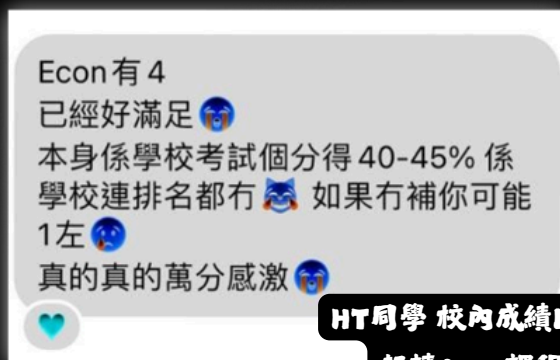 Econ有4
已經好滿足😭
本身係學校考試個分得40-45% 係
學校連排名都冇😹 如果冇補你可能
1左😢
真的真的萬分感激😭
HT同學 校內成績